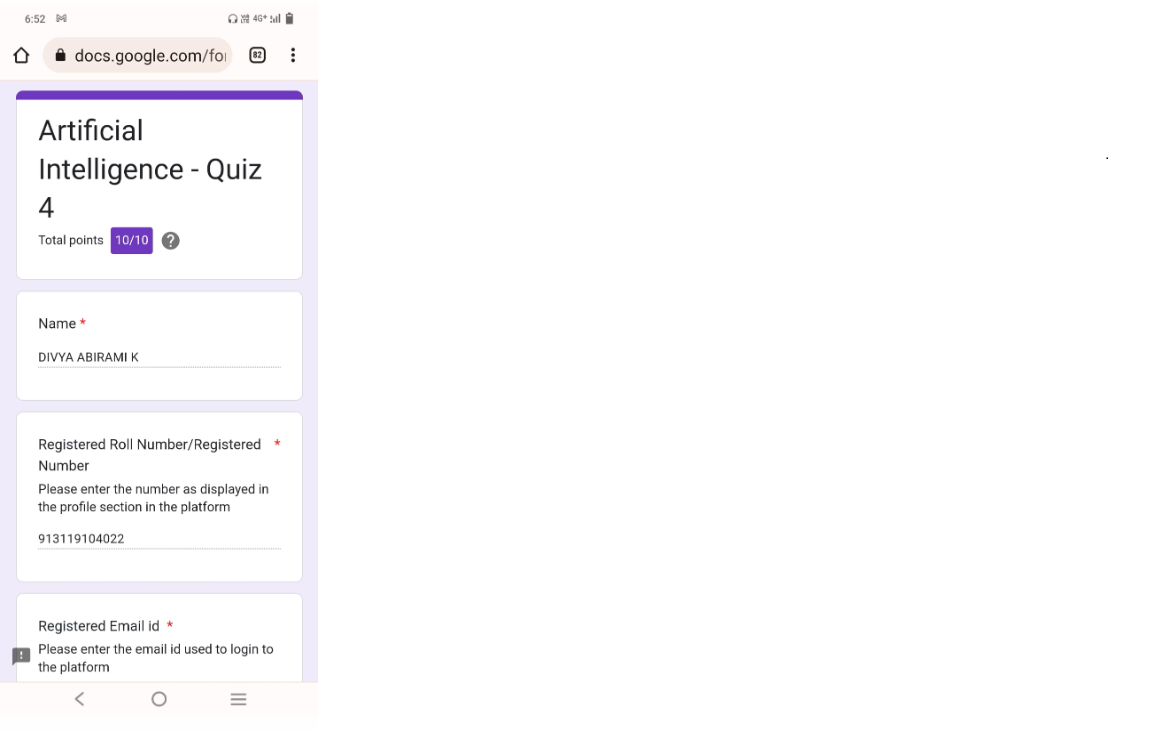 6:52 4G+
docs.google.com/for 82
Artificial
Intelligence - Quiz
4
Total points 10/10 ?
Name *
DIVYA ABIRAMI K
Registered Roll Number/Registered *
Number
Please enter the number as displayed in
the profile section in the platform
913119104022
Registered Email id *
Please enter the email id used to login to
the platform